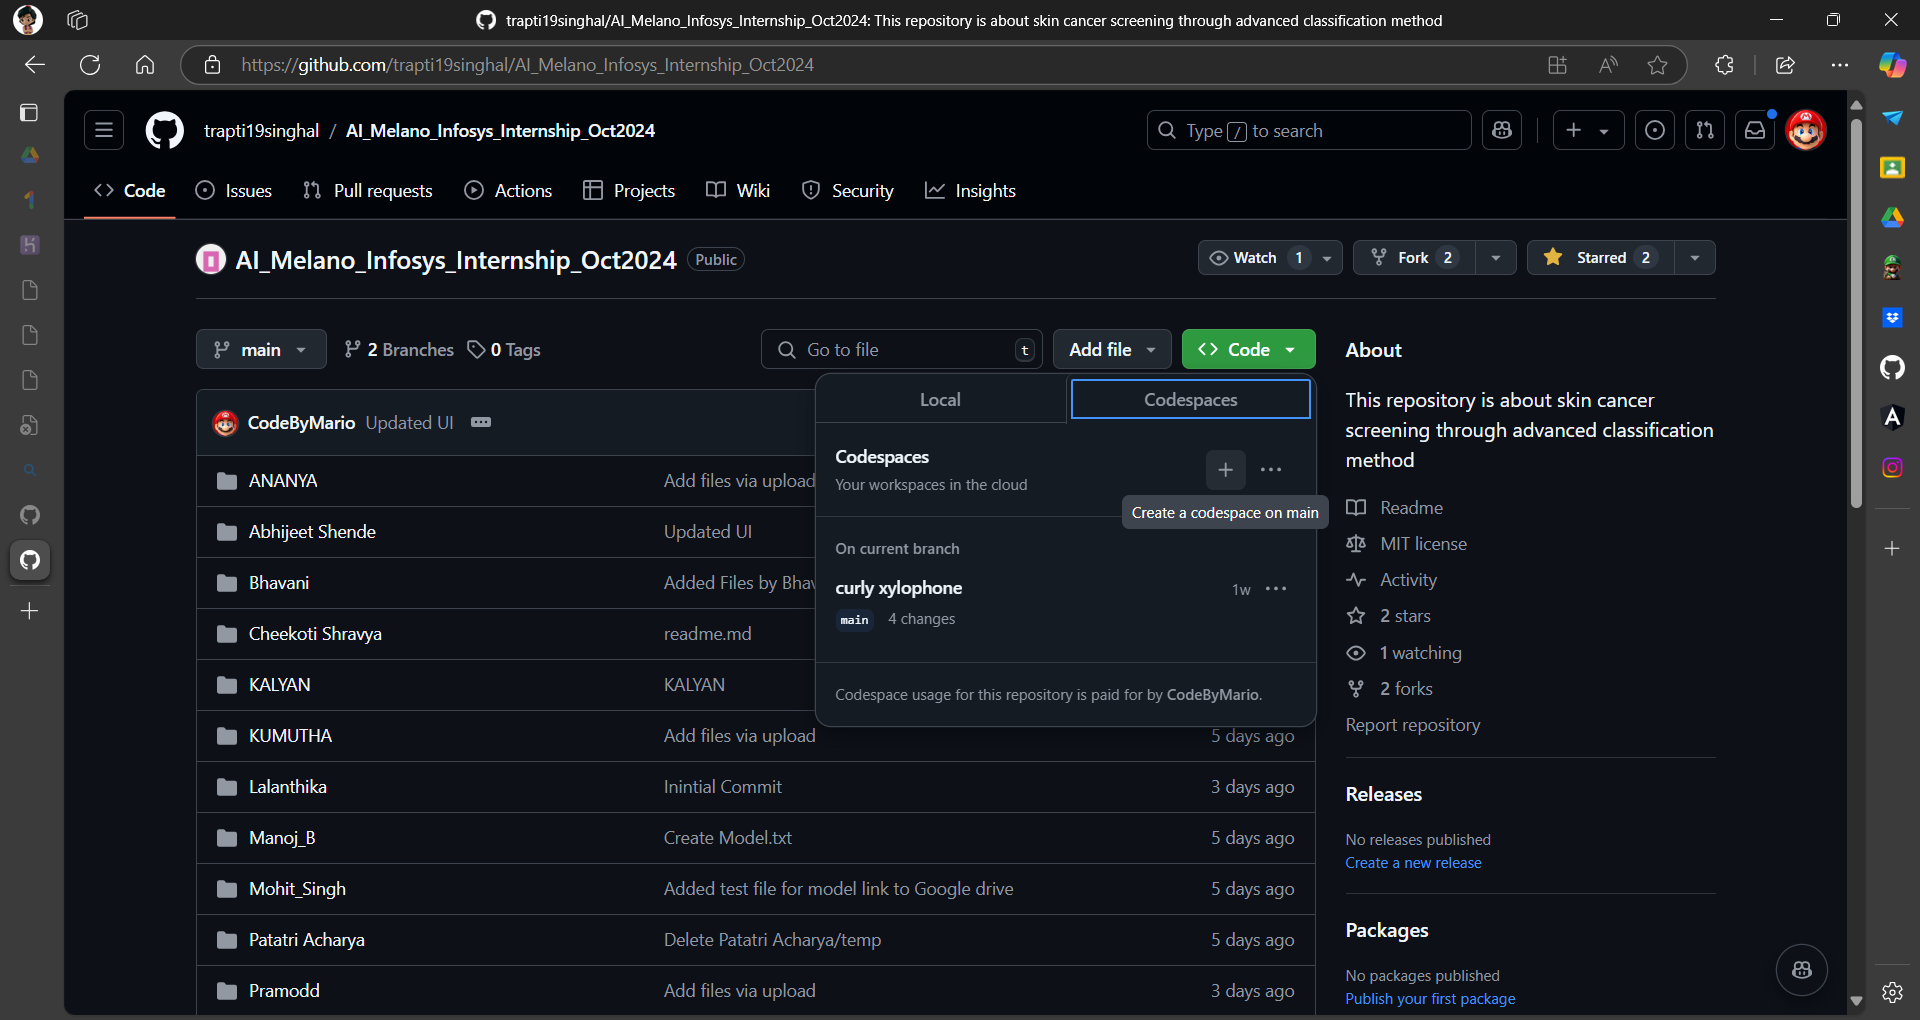 trapti19singhal/AI_Melano_Infosys_Internship_Oct2024: This repository is about skin cancer screening through advanced classification method
https://github.com/trapti19singhal/AI_Melano_Infosys_Internship_Oct2024
trapti19singhal / AI_Melano_Infosys_Internship_Oct2024
Type / to search
Code Issues Pull requests Actions Projects Wiki Security Insights
AI_Melano_Infosys_Internship_Oct2024 Public
Watch 1
Fork 2
Starred 2
main
2 Branches
0 Tags
Go to file t
Add file
Code
Local
Codespaces
Codespaces
Your workspaces in the cloud
Create a codespace on main
On current branch
curly xylophone 1w
main 4 changes
Codespace usage for this repository is paid for by CodeByMario.
CodeByMario Updated UI
ANANYA Add files via upload
Abhijeet Shende Updated UI
Bhavani Added Files by Bhav
Cheekoti Shravya readme.md
KALYAN KALYAN
KUMUTHA Add files via upload 5 days ago
Lalanthika Inintial Commit 3 days ago
Manoj_B Create Model.txt 5 days ago
Mohit_Singh Added test file for model link to Google drive 5 days ago
Patatri Acharya Delete Patatri Acharya/temp 5 days ago
Pramodd Add files via upload 3 days ago
About
This repository is about skin cancer
screening through advanced classification
method
Readme
MIT license
Activity
2 stars
1 watching
2 forks
Report repository
Releases
No releases published
Create a new release
Packages
No packages published
Publish your first package